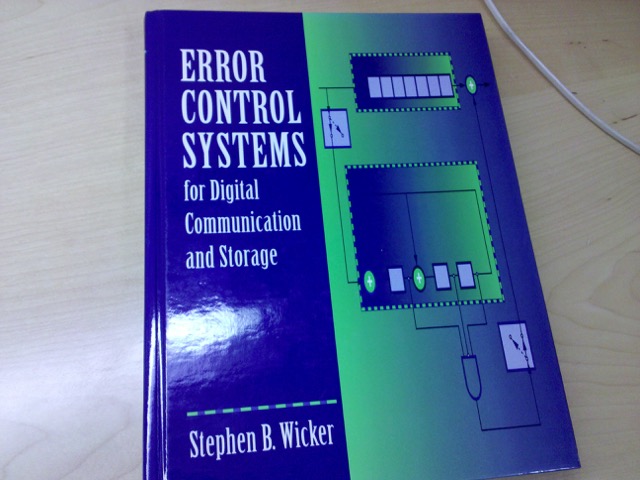 ERROR
CONTROL
SYSTEMS
for Digital
Communication
and Storage
Stephen B. Wicker